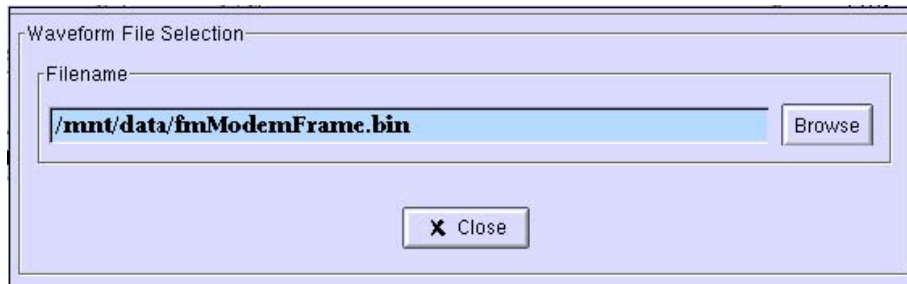 Waveform File Selection
Filename
/mnt/data/fmModemFrame.bin
Browse
X Close